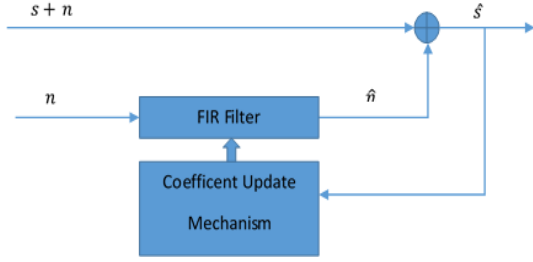 s + n
ŝ
n
n̂
FIR Filter
Coefficent Update
Mechanism